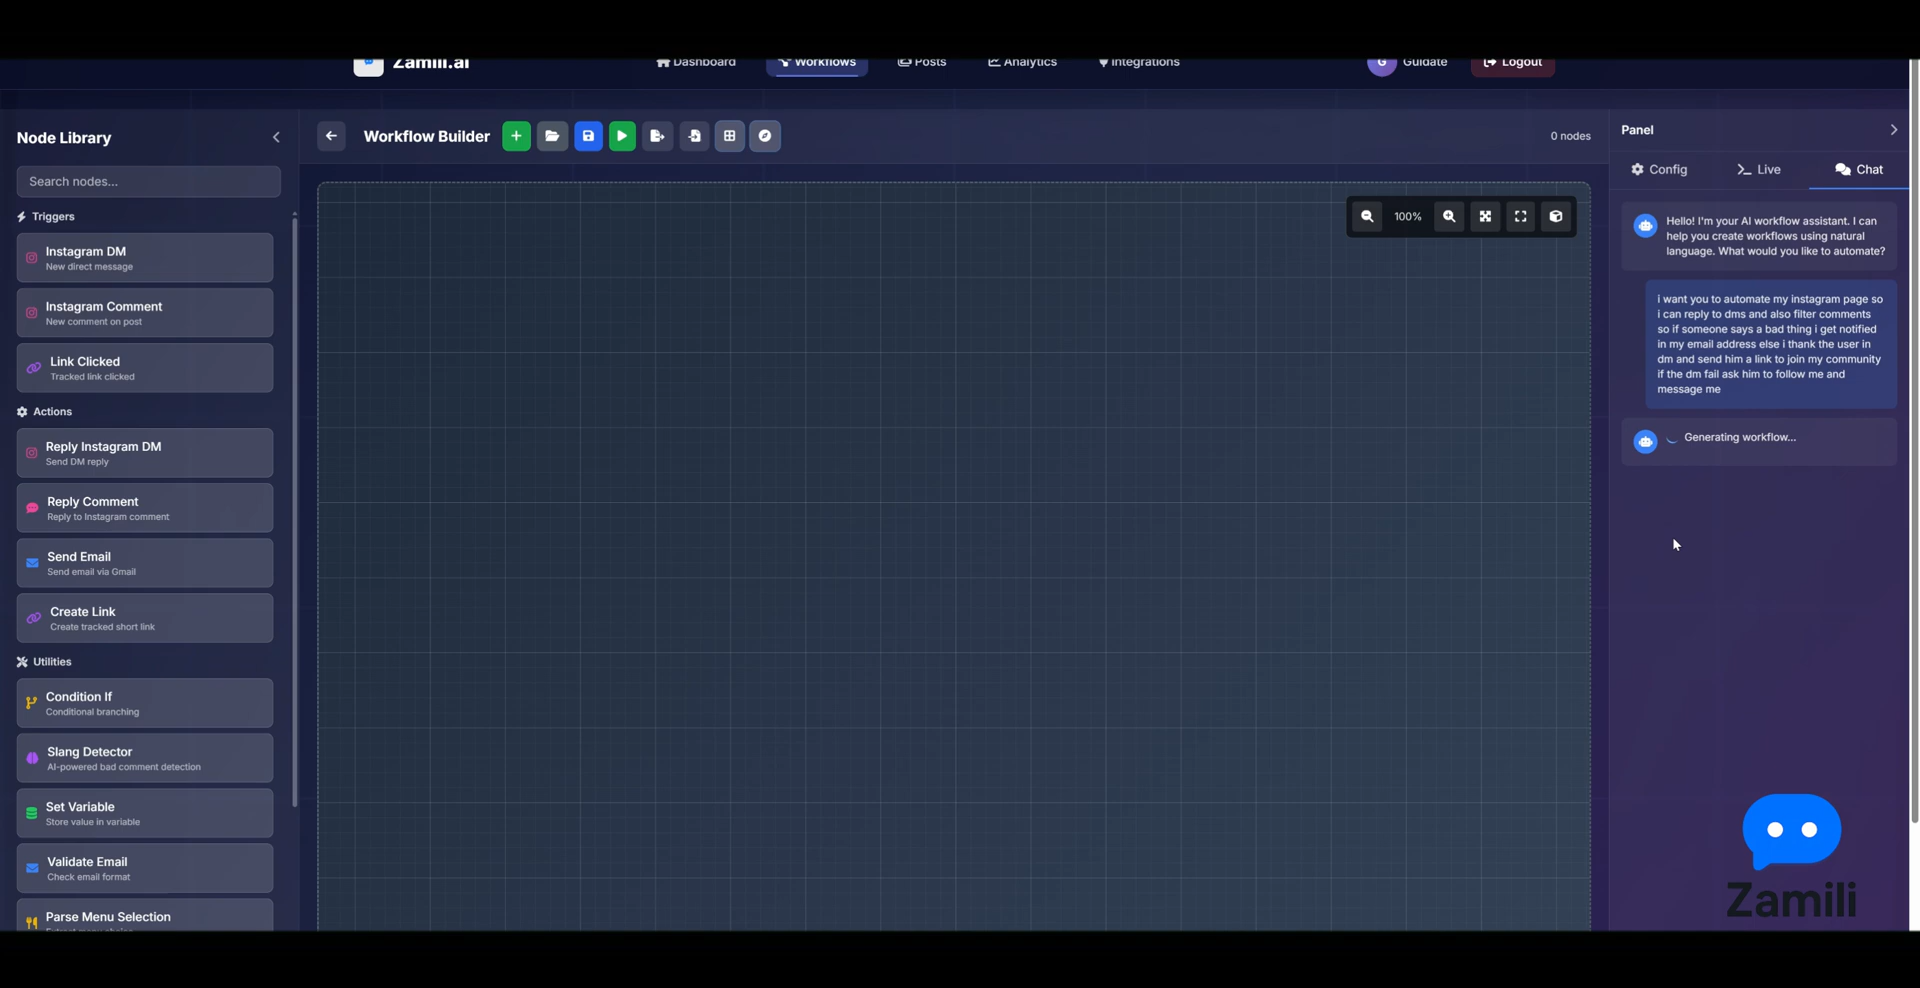 Zamili.ai
Dashboard
Workflows
Posts
Analytics
Integrations
G
Guidate
Logout
Node Library
Search nodes...
Triggers
Instagram DM
New direct message
Instagram Comment
New comment on post
Link Clicked
Tracked link clicked
Actions
Reply Instagram DM
Send DM reply
Reply Comment
Reply to Instagram comment
Send Email
Send email via Gmail
Create Link
Create tracked short link
Utilities
Condition If
Conditional branching
Slang Detector
AI-powered bad comment detection
Set Variable
Store value in variable
Validate Email
Check email format
Parse Menu Selection
Workflow Builder
0 nodes
100%
Panel
Config
Live
Chat
Hello! I'm your AI workflow assistant. I can
help you create workflows using natural
language. What would you like to automate?
i want you to automate my instagram page so
i can reply to dms and also filter comments
so if someone says a bad thing i get notified
in my email address else i thank the user in
dm and send him a link to join my community
if the dm fail ask him to follow me and
message me
Generating workflow...
Zamili